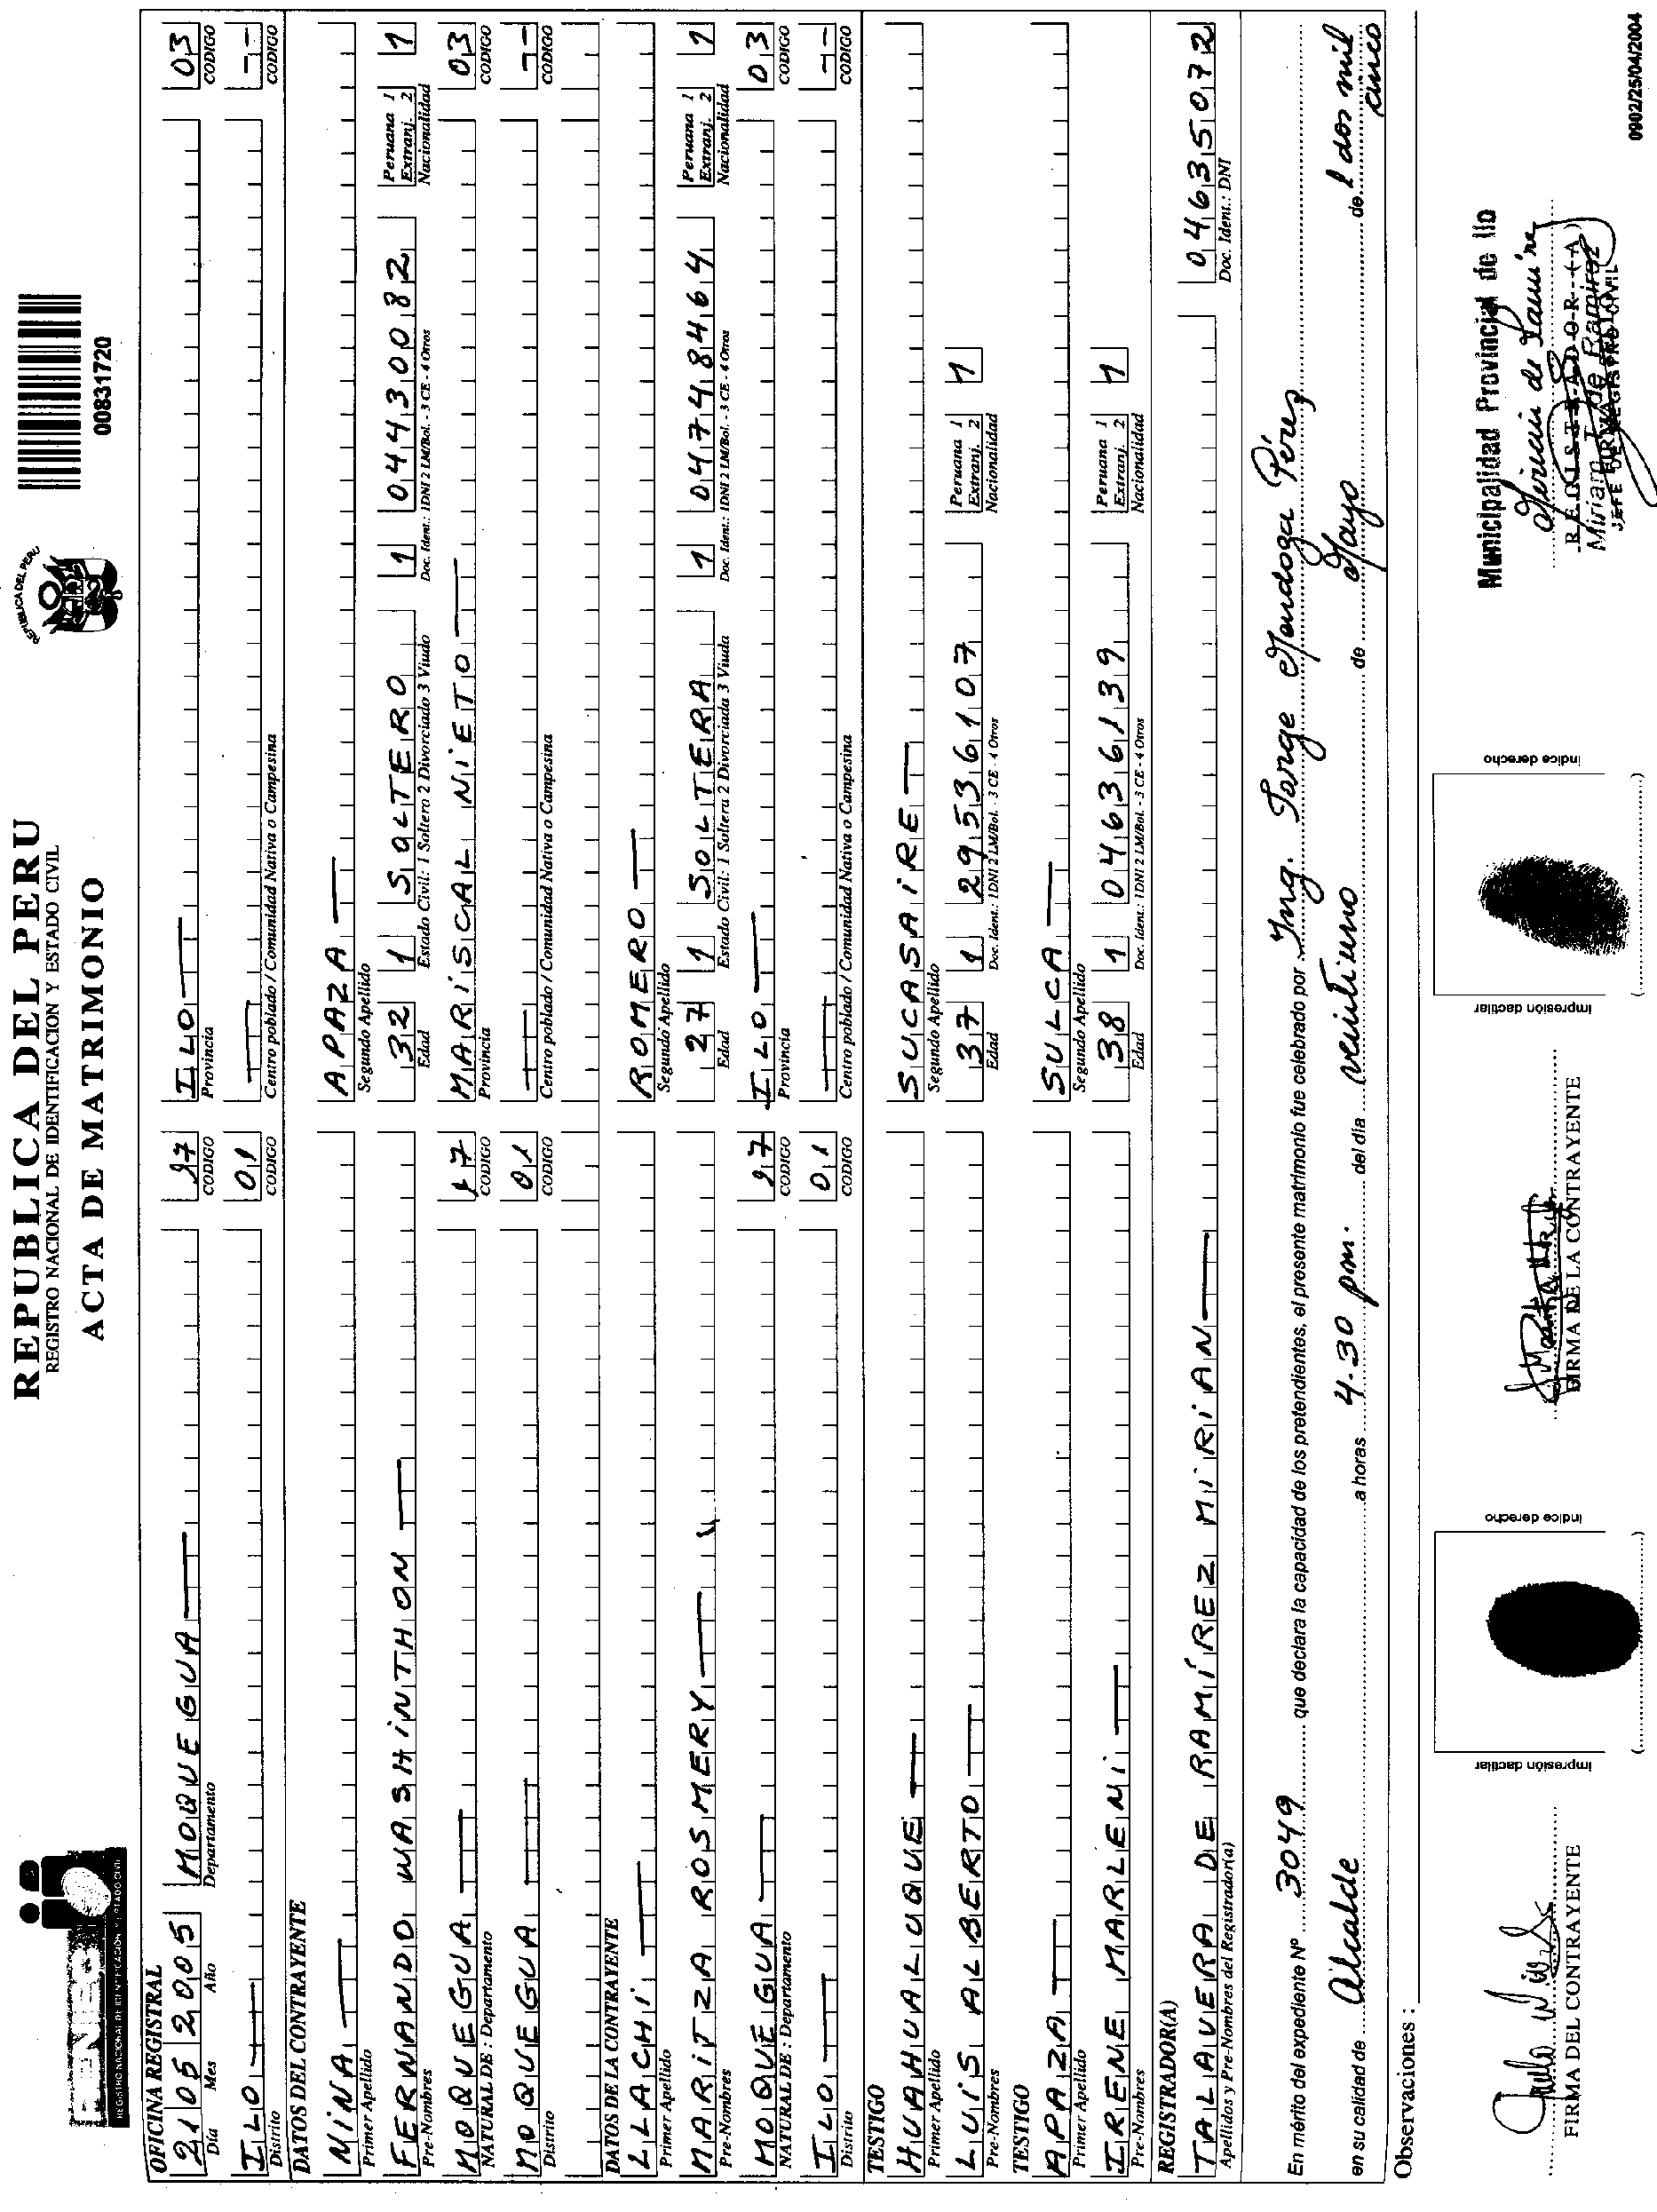 RENIEC
REGISTRO NACIONAL DE IDENTIFICACION Y ESTADO CIVIL
REPUBLICA DEL PERU
REGISTRO NACIONAL DE IDENTIFICACION Y ESTADO CIVIL
ACTA DE MATRIMONIO
REPUBLICA DEL PERU
00831720
OFICINA REGISTRAL
21 05 2005 MOQUEGUA 17 ILO 03
Día Mes Año Departamento CODIGO Provincia CODIGO
ILO 01 --
Distrito CODIGO Centro poblado / Comunidad Nativa o Campesina CODIGO
DATOS DEL CONTRAYENTE
NINA APAZA
Primer Apellido Segundo Apellido
FERNANDO WASHINTHON 32 1 SOLTERO 1 04430082 Peruana 1 Extranj. 2 1
Pre-Nombres Edad Estado Civil: 1 Soltero 2 Divorciado 3 Viudo Doc. Ident.: 1DNI 2 LM/Bol. - 3 CE - 4 Otros Nacionalidad
MOQUEGUA 17 MARISCAL NIETO 03
NATURAL DE : Departamento CODIGO Provincia CODIGO
MOQUEGUA 01 --
Distrito CODIGO Centro poblado / Comunidad Nativa o Campesina CODIGO
DATOS DE LA CONTRAYENTE
LLACHI ROMERO
Primer Apellido Segundo Apellido
MARITZA ROSMERY 27 1 SOLTERA 1 04748464 Peruana 1 Extranj. 2 1
Pre-Nombres Edad Estado Civil: 1 Soltera 2 Divorciada 3 Viuda Doc. Ident.: 1DNI 2 LM/Bol. - 3 CE - 4 Otros Nacionalidad
MOQUEGUA 17 ILO 03
NATURAL DE : Departamento CODIGO Provincia CODIGO
ILO 01 --
Distrito CODIGO Centro poblado / Comunidad Nativa o Campesina CODIGO
TESTIGO
HUAHUALUQUE SUCASAIRE
Primer Apellido Segundo Apellido
LUIS ALBERTO 37 1 29536107 Peruana 1 Extranj. 2 1
Pre-Nombres Edad Doc. Ident.: 1DNI 2 LM/Bol. - 3 CE - 4 Otros Nacionalidad
TESTIGO
APAZA SULCA
Primer Apellido Segundo Apellido
IRENE MARLENI 38 1 04636139 Peruana 1 Extranj. 2 1
Pre-Nombres Edad Doc. Ident.: 1DNI 2 LM/Bol. - 3 CE - 4 Otros Nacionalidad
REGISTRADOR(A)
TALAVERA DE RAMÍREZ MIRIAN 04635072
Apellidos y Pre-Nombres del Registrador(a) Doc. Ident.: DNI
En mérito del expediente Nº 3049 que declara la capacidad de los pretendientes, el presente matrimonio fue celebrado por Ing. Jorge Mendoza Pérez
en su calidad de Alcalde a horas 4-30 pm. del día veintiuno de Mayo de l dos mil cinco
Observaciones :
Municipalidad Provincial de Ilo
impresión dactilar índice derecho
impresión dactilar índice derecho
FIRMA DEL CONTRAYENTE
FIRMA DE LA CONTRAYENTE
REGISTRADOR (A)
Miriam T. de Ramirez
JEFE DE REGISTRO CIVIL
0902/25/04/2004